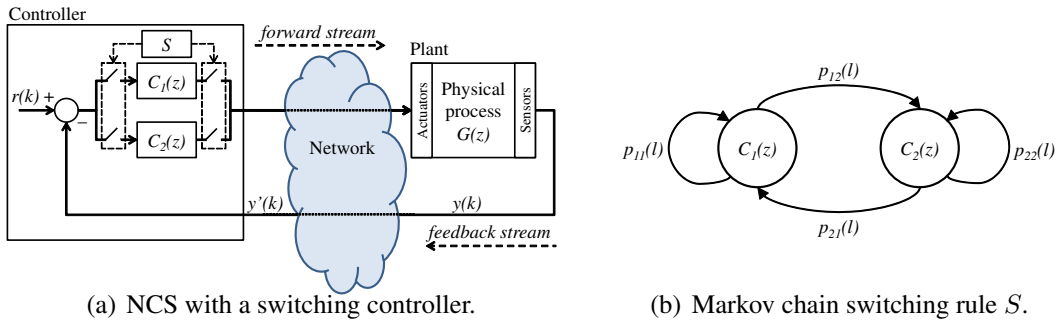 Controller
forward stream
S
Plant
C₁(z)
r(k) +
−
Actuators
Physical
process
G(z)
Sensors
C₂(z)
Network
y'(k)
y(k)
feedback stream
(a) NCS with a switching controller.
p₁₂(l)
p₁₁(l)
C₁(z)
C₂(z)
p₂₂(l)
p₂₁(l)
(b) Markov chain switching rule S.